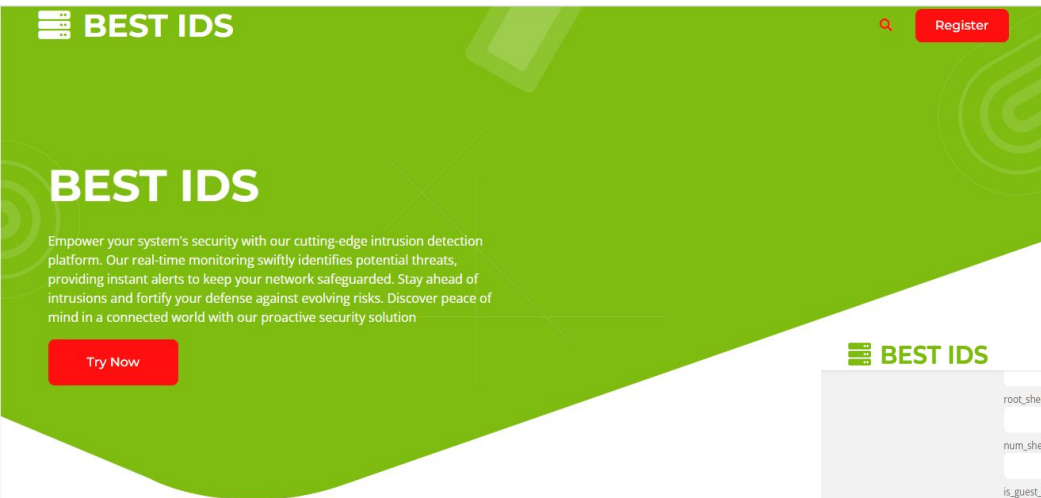 BEST IDS
Register
BEST IDS
Empower your system's security with our cutting-edge intrusion detection
platform. Our real-time monitoring swiftly identifies potential threats,
providing instant alerts to keep your network safeguarded. Stay ahead of
intrusions and fortify your defense against evolving risks. Discover peace of
mind in a connected world with our proactive security solution
Try Now
BEST IDS
root_she
num_she
is_guest_